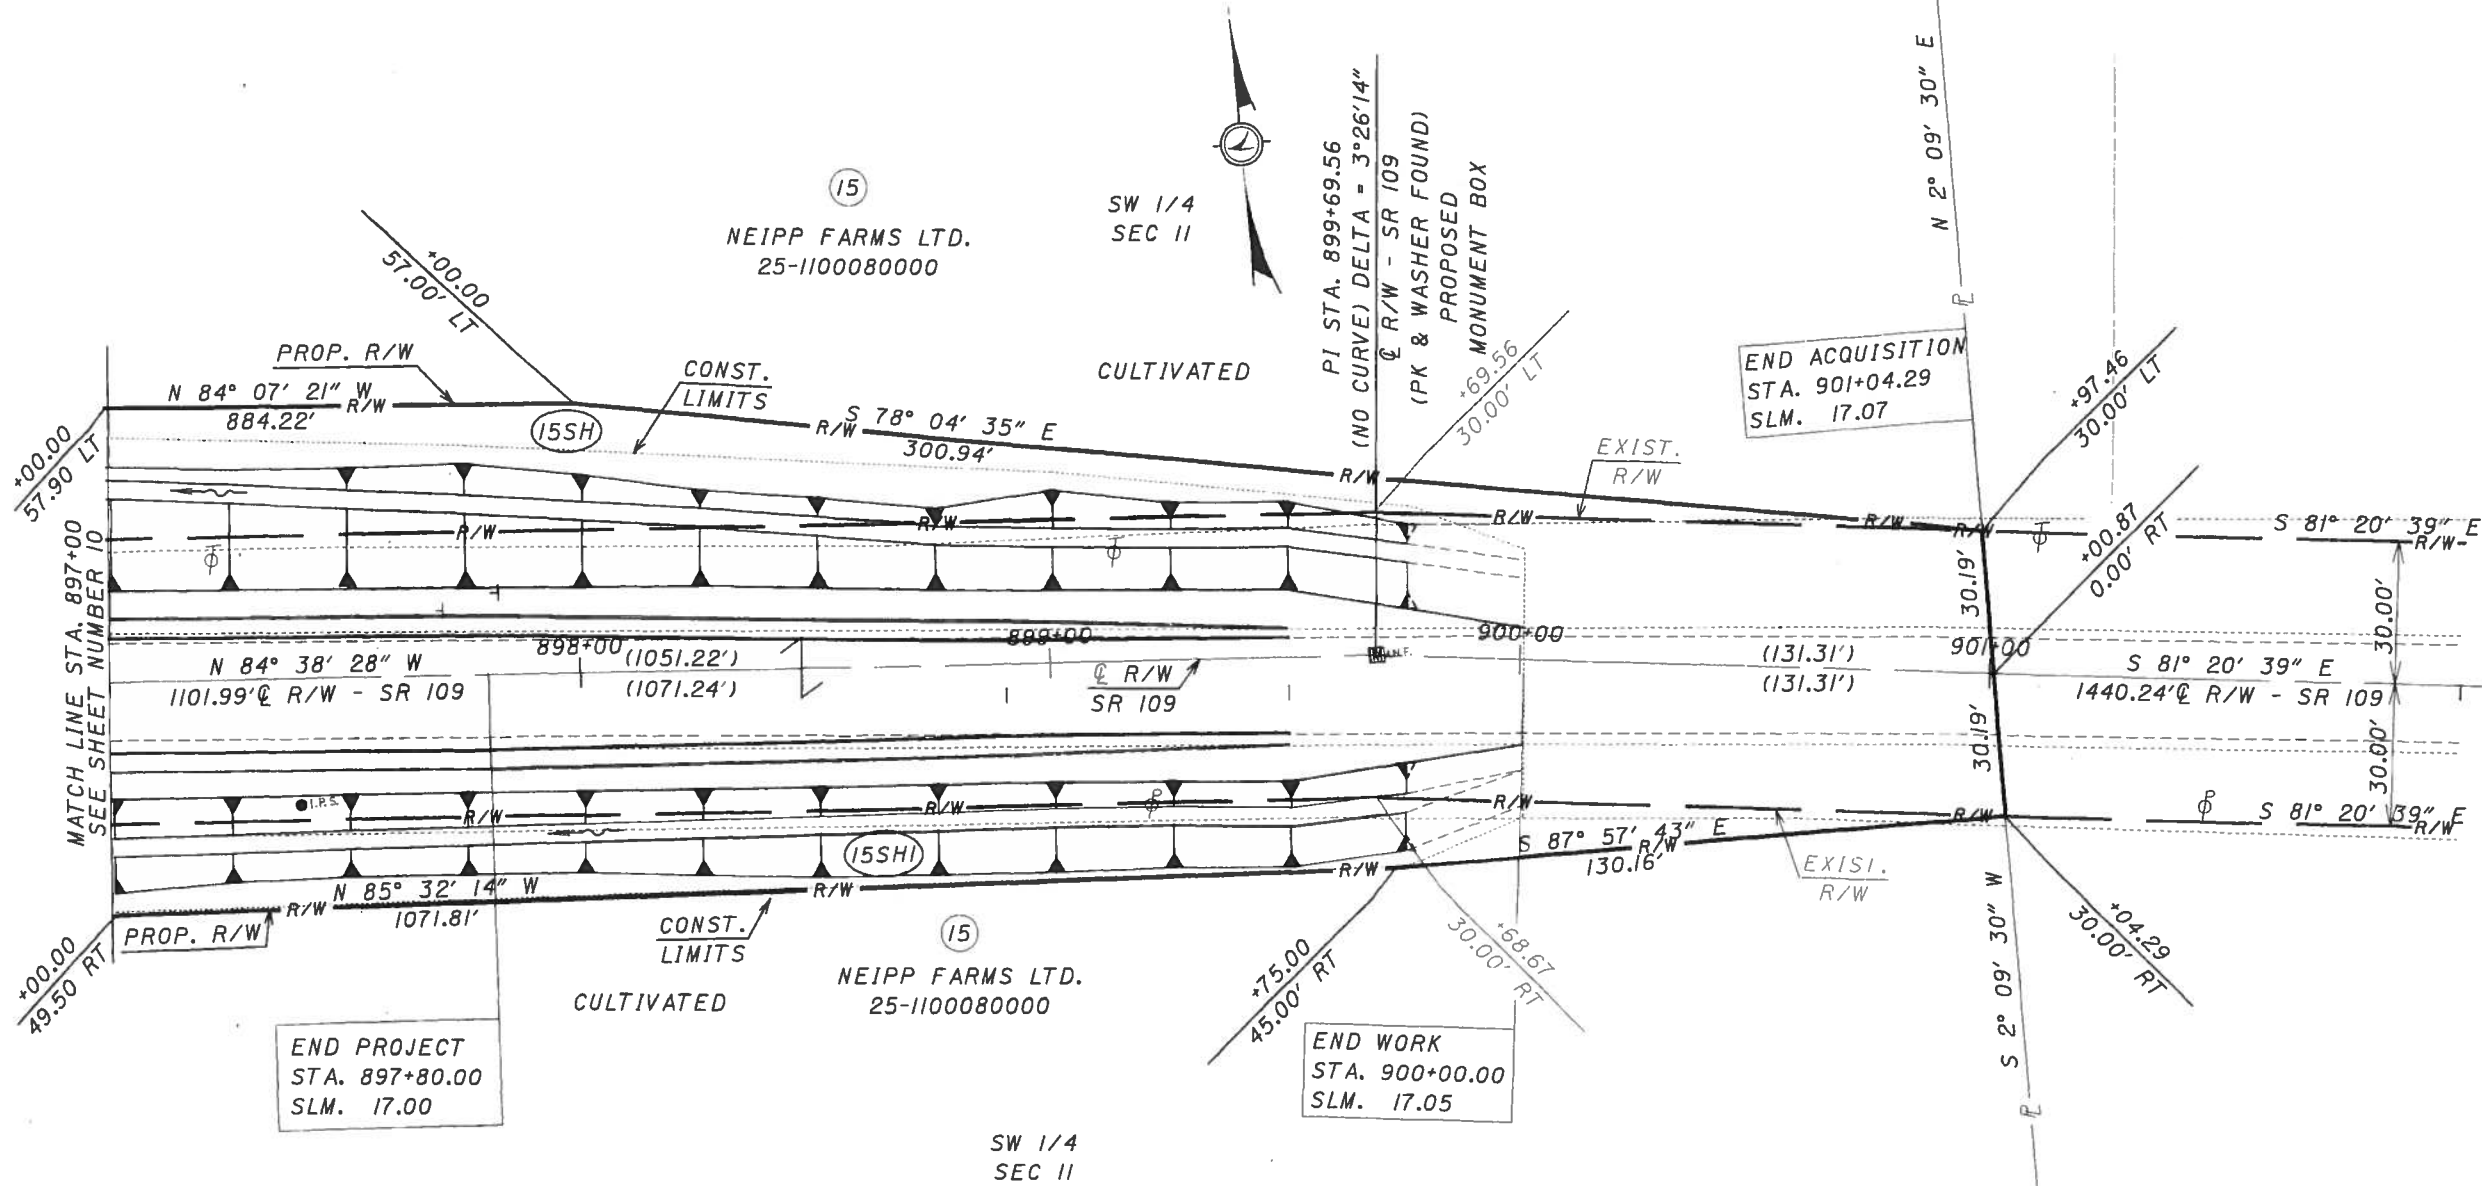 15
NEIPP FARMS LTD.
25-1100080000
SW 1/4
SEC 11
PI STA. 899+69.56
(NO CURVE) DELTA = 3°26'14"
℄ R/W - SR 109
(PK & WASHER FOUND)
PROPOSED
MONUMENT BOX
N 2° 09' 30" E
℄
+00.00
57.00' LT
PROP. R/W
CONST.
LIMITS
CULTIVATED
+69.56
30.00' LT
END ACQUISITION
STA. 901+04.29
SLM. 17.07
+97.46
30.00' LT
N 84° 07' 21" W
R/W
884.22'
15SH
S 78° 04' 35" E
R/W
300.94'
R/W
EXIST.
R/W
+00.00
57.90 LT
R/W
R/W
R/W
R/W
R/W
S 81° 20' 39" E
R/W
+00.87
0.00' RT
MATCH LINE STA. 897+00
SEE SHEET NUMBER 10
30.19'
30.00'
898+00
899+00
900+00
901+00
N 84° 38' 28" W
1101.99' ℄ R/W - SR 109
(1051.22')
(1071.24')
℄ R/W
SR 109
M.N.F.
(131.31')
(131.31')
S 81° 20' 39" E
1440.24' ℄ R/W - SR 109
30.19'
30.00'
I.P.S.
R/W
R/W
R/W
R/W
S 81° 20' 39" E
R/W
15SH1
S 87° 57' 43" E
R/W
130.16'
EXIST.
R/W
N 85° 32' 14" W
R/W
1071.81'
R/W
R/W
PROP. R/W
CONST.
LIMITS
+00.00
49.50 RT
15
NEIPP FARMS LTD.
25-1100080000
CULTIVATED
+75.00
45.00' RT
+68.67
30.00' RT
+04.29
30.00' RT
S 2° 09' 30" W
END PROJECT
STA. 897+80.00
SLM. 17.00
END WORK
STA. 900+00.00
SLM. 17.05
SW 1/4
SEC 11